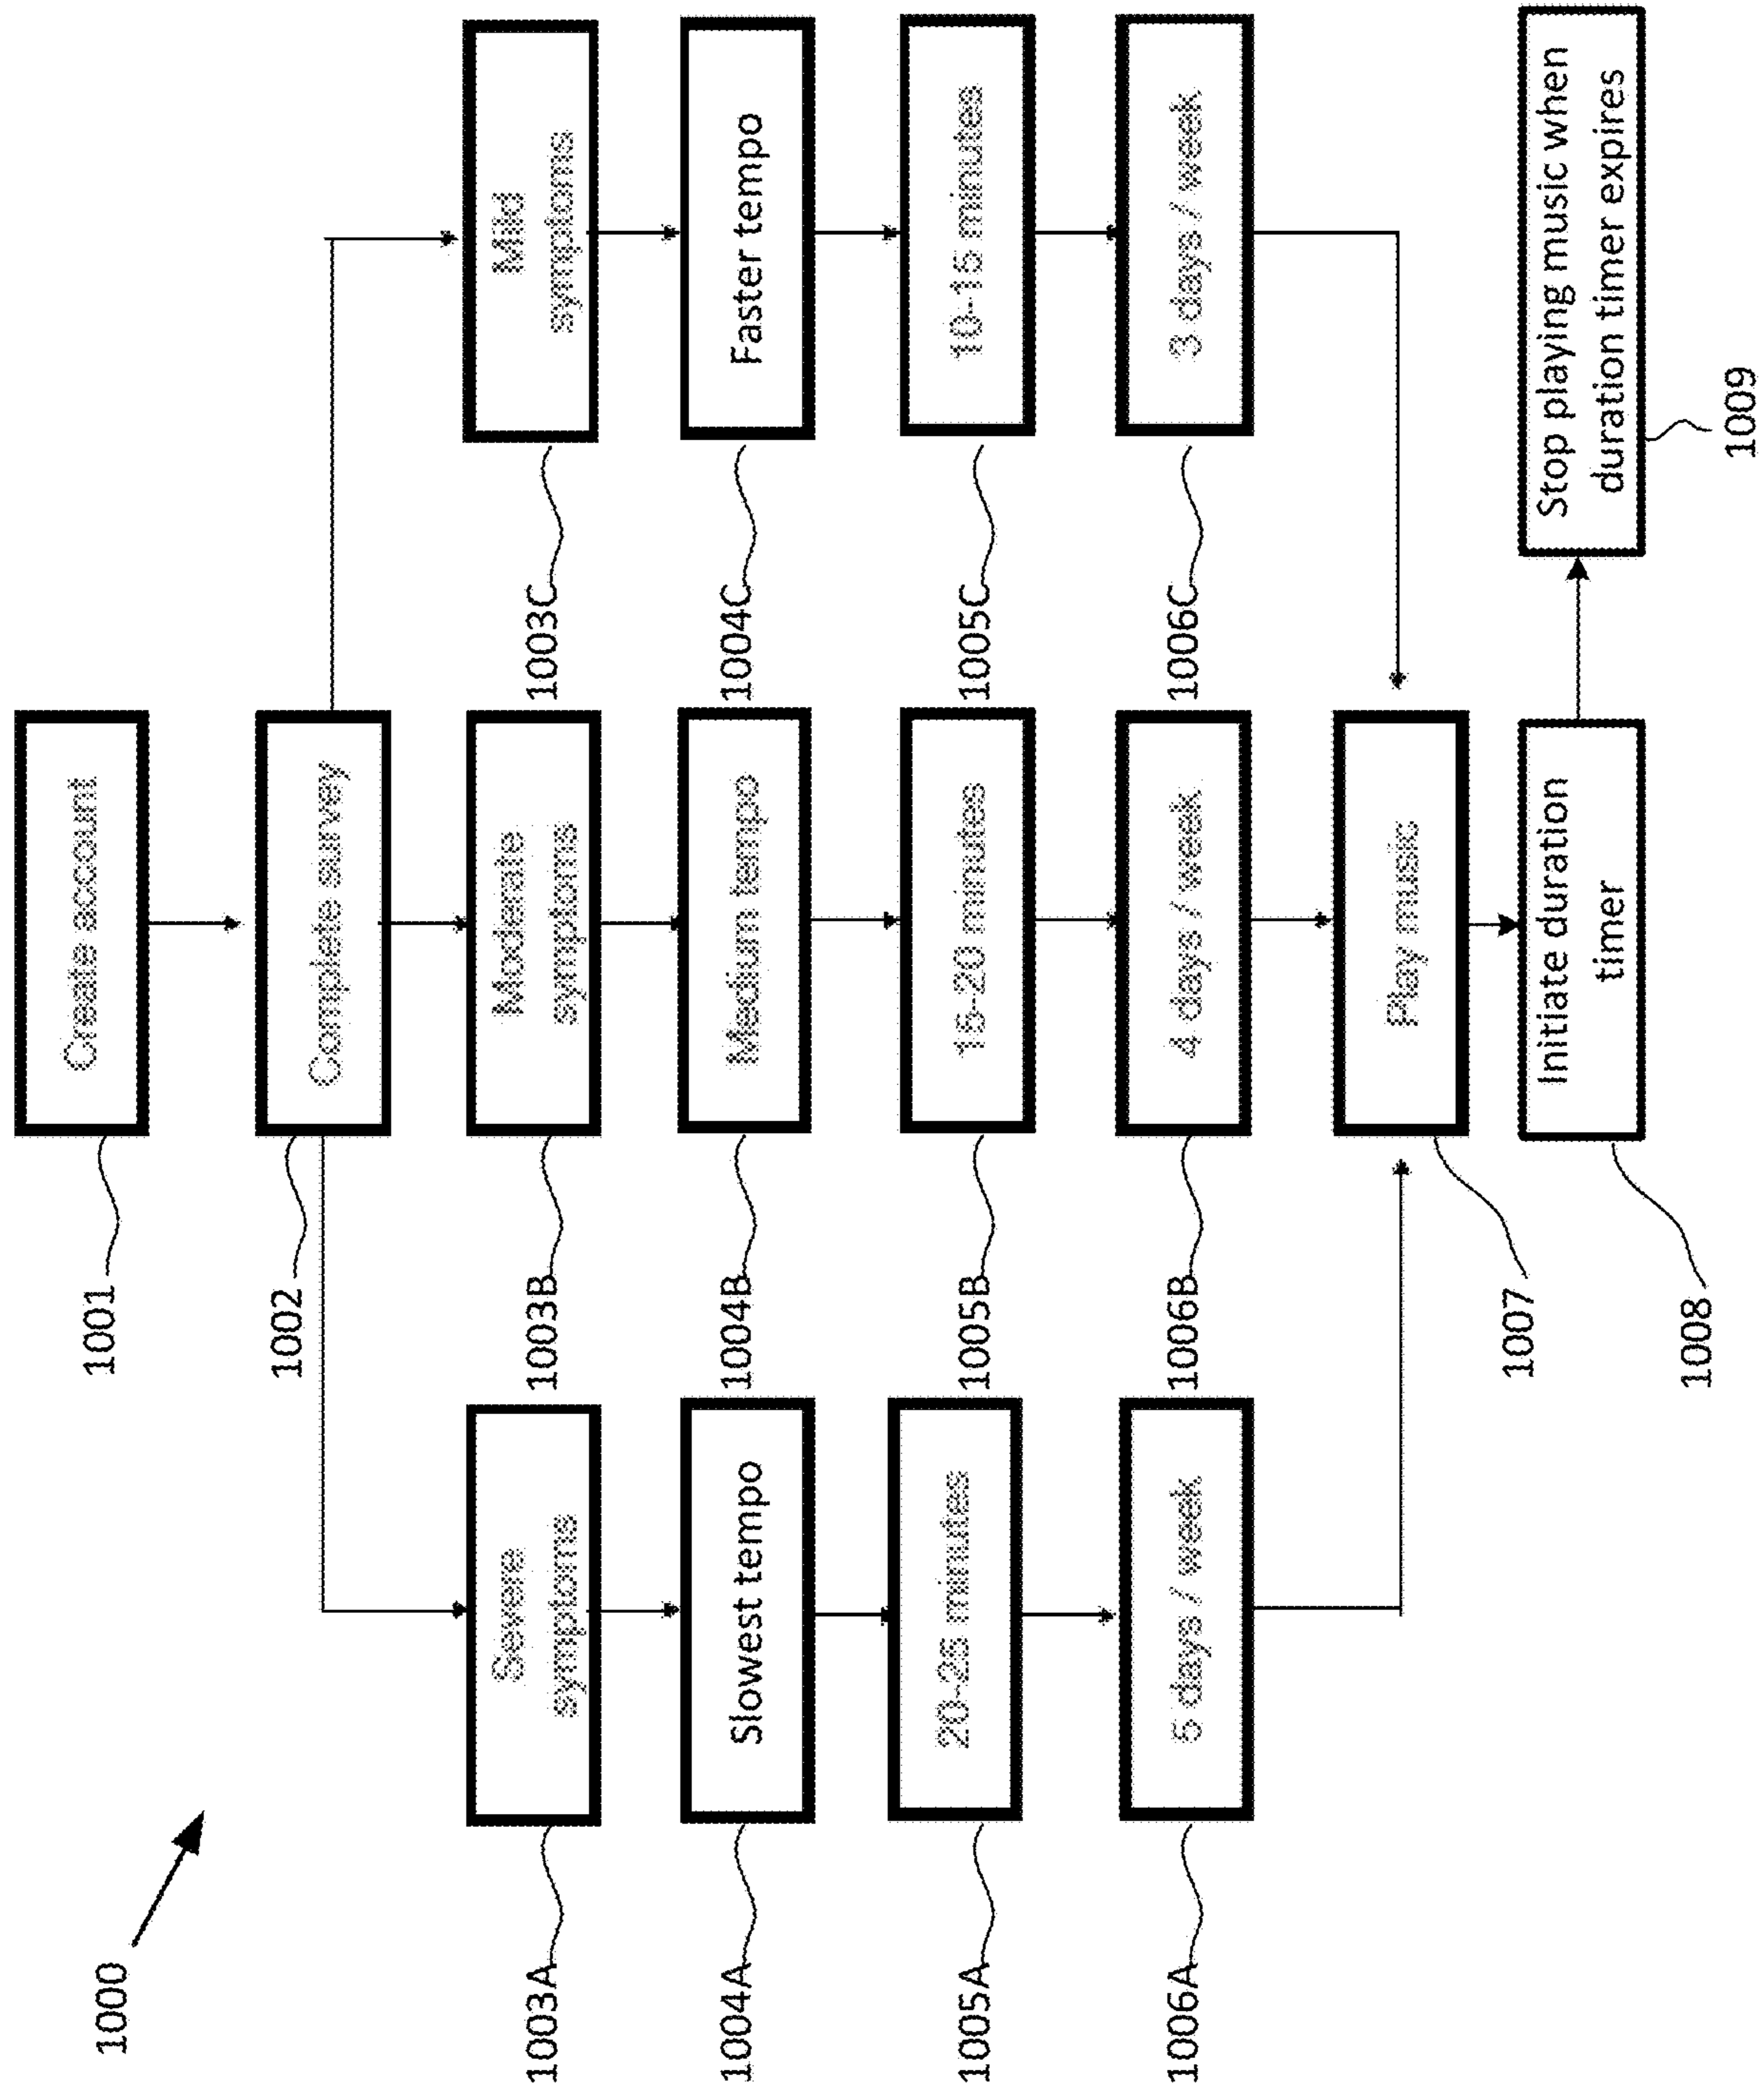 1000
1001
Create account
1002
Complete survey
1003A
Severe
symptoms
1003B
Moderate
symptoms
1003C
Mild
symptoms
1004A
Slowest tempo
1004B
Medium tempo
1004C
Faster tempo
1005A
20-25 minutes
1005B
15-20 minutes
1005C
10-15 minutes
1006A
5 days / week
1006B
4 days / week
1006C
3 days / week
1007
Play music
1008
Initiate duration
timer
Stop playing music when
duration timer expires
1009